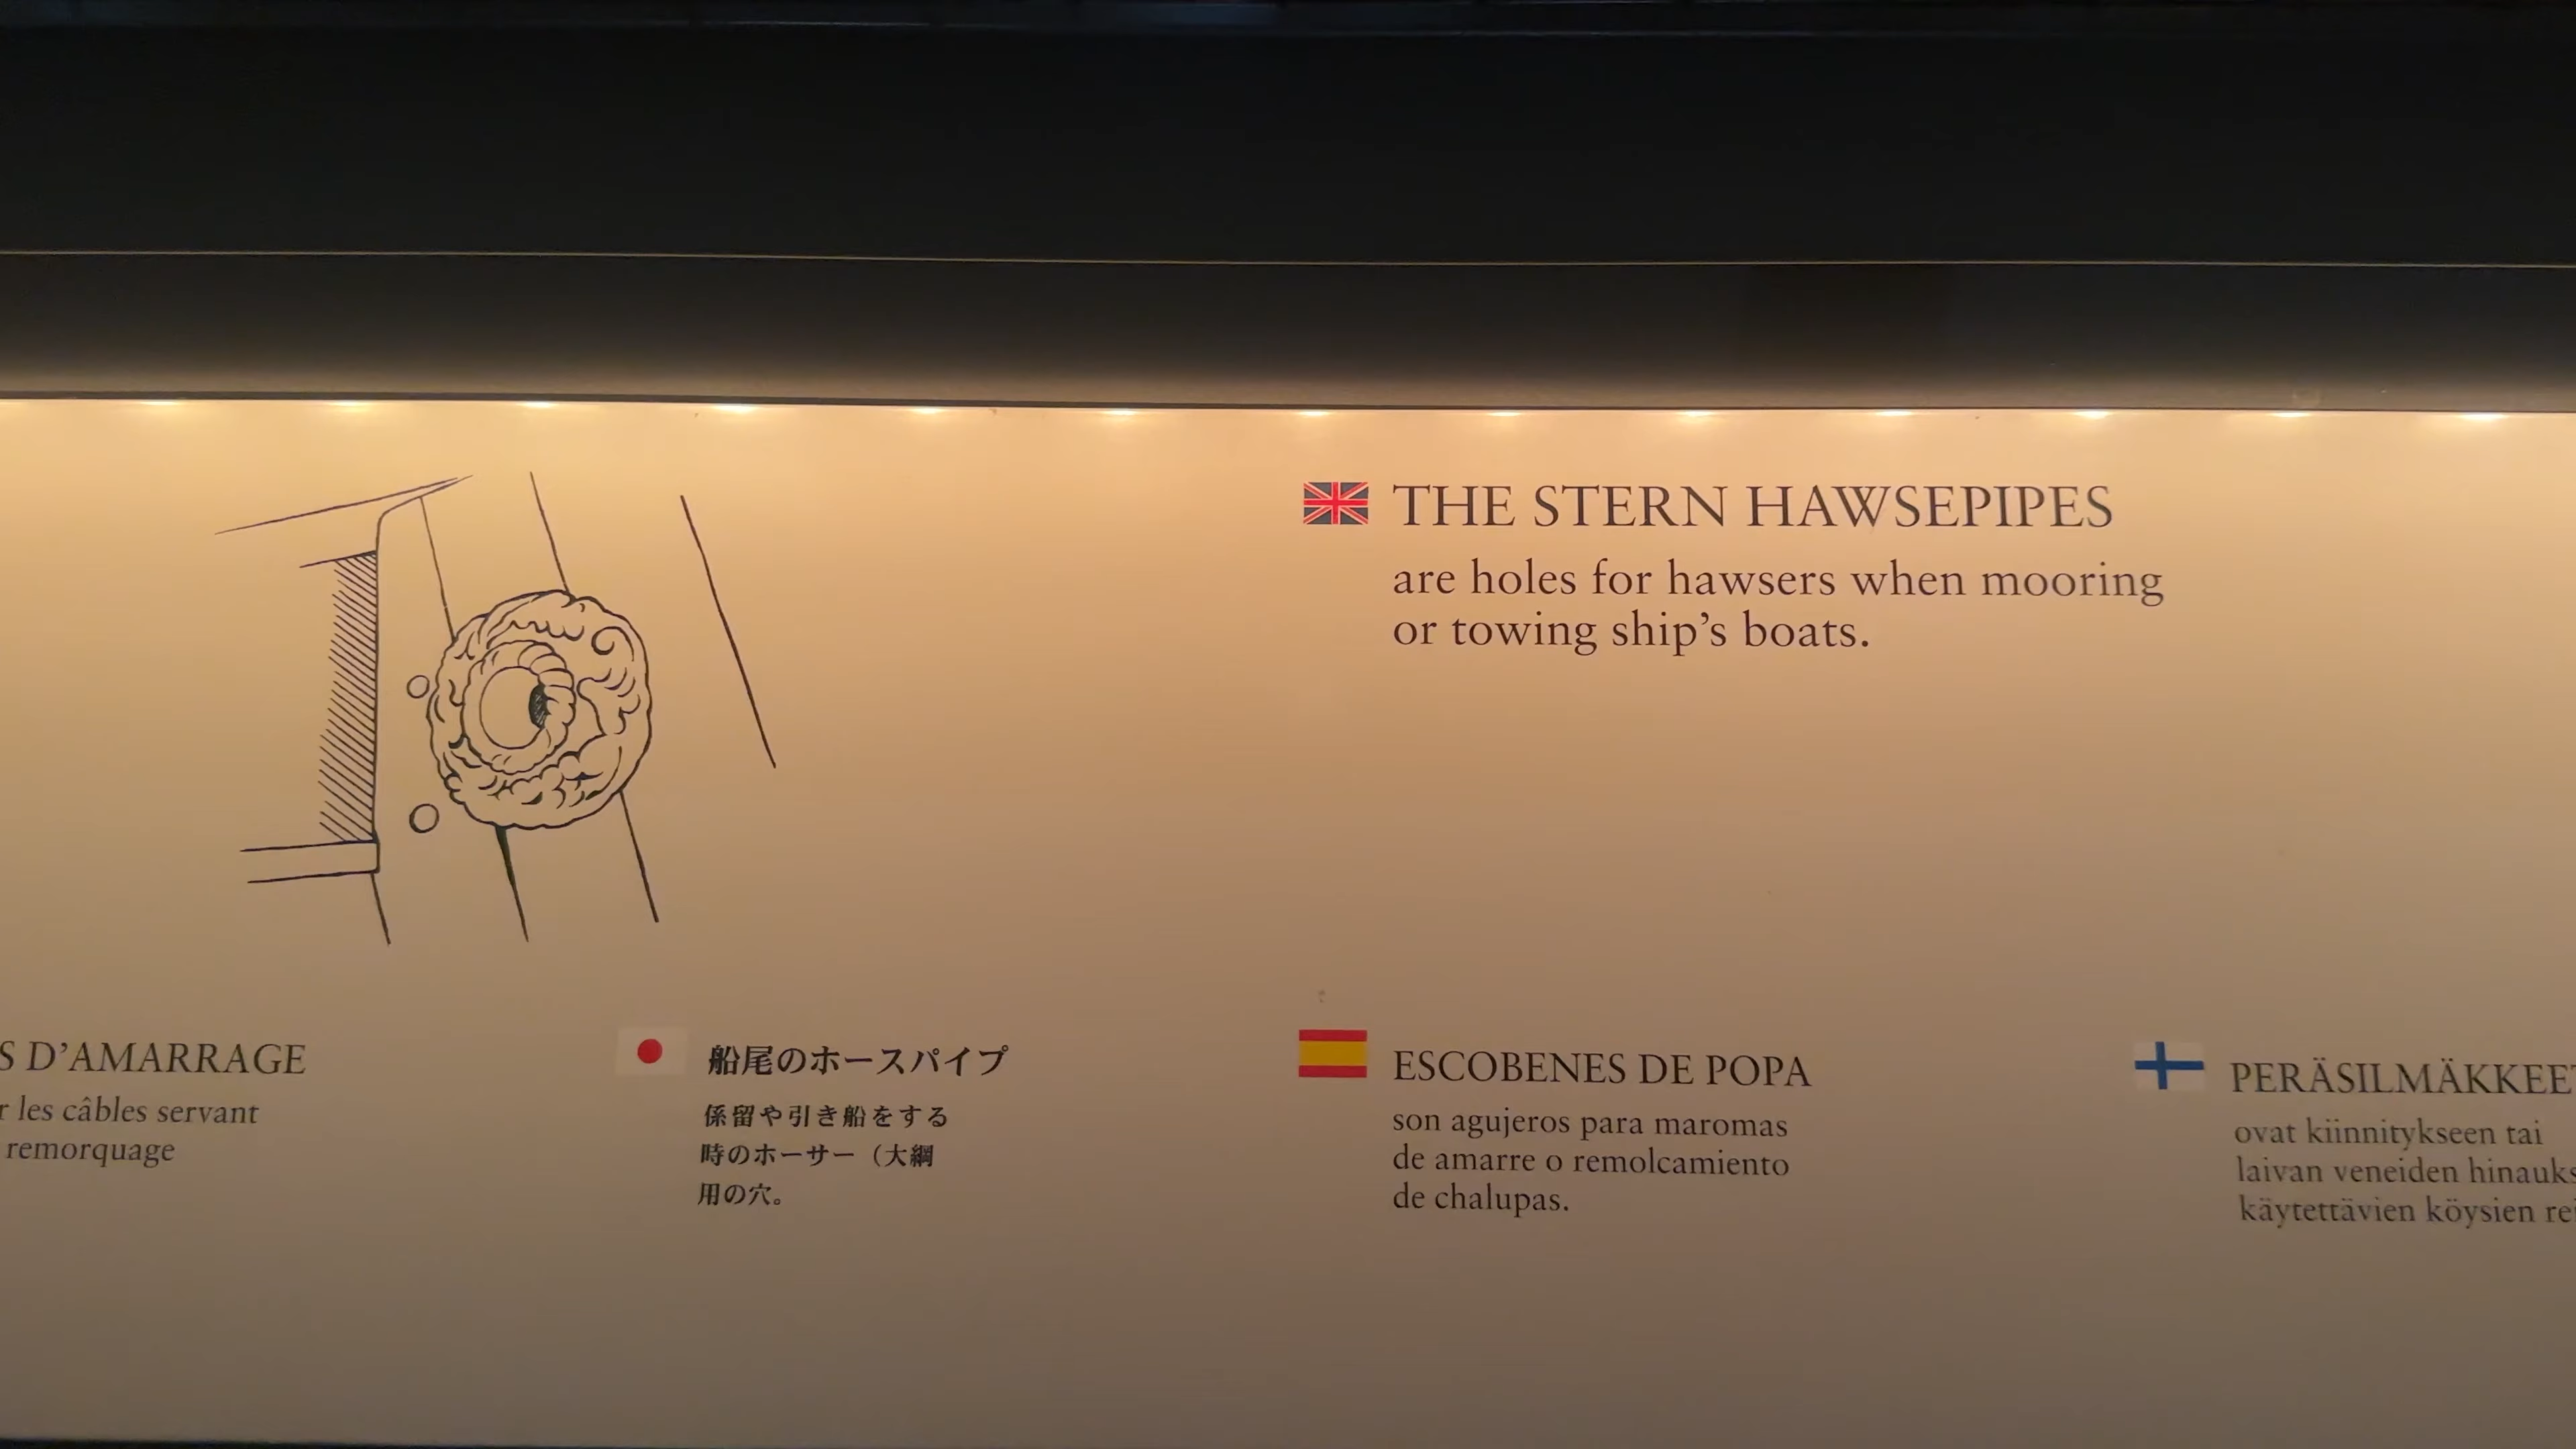 THE STERN HAWSEPIPES
are holes for hawsers when mooring
or towing ship's boats.
D'AMARRAGE
les câbles servant
remorquage
船尾のホースパイプ
係留や引き船をする
時のホーサー（大綱
用の穴。
ESCOBENES DE POPA
son agujeros para maromas
de amarre o remolcamiento
de chalupas.
PERÄSILMÄKKEET
ovat kiinnitykseen tai
laivan veneiden
käytettävien köysien